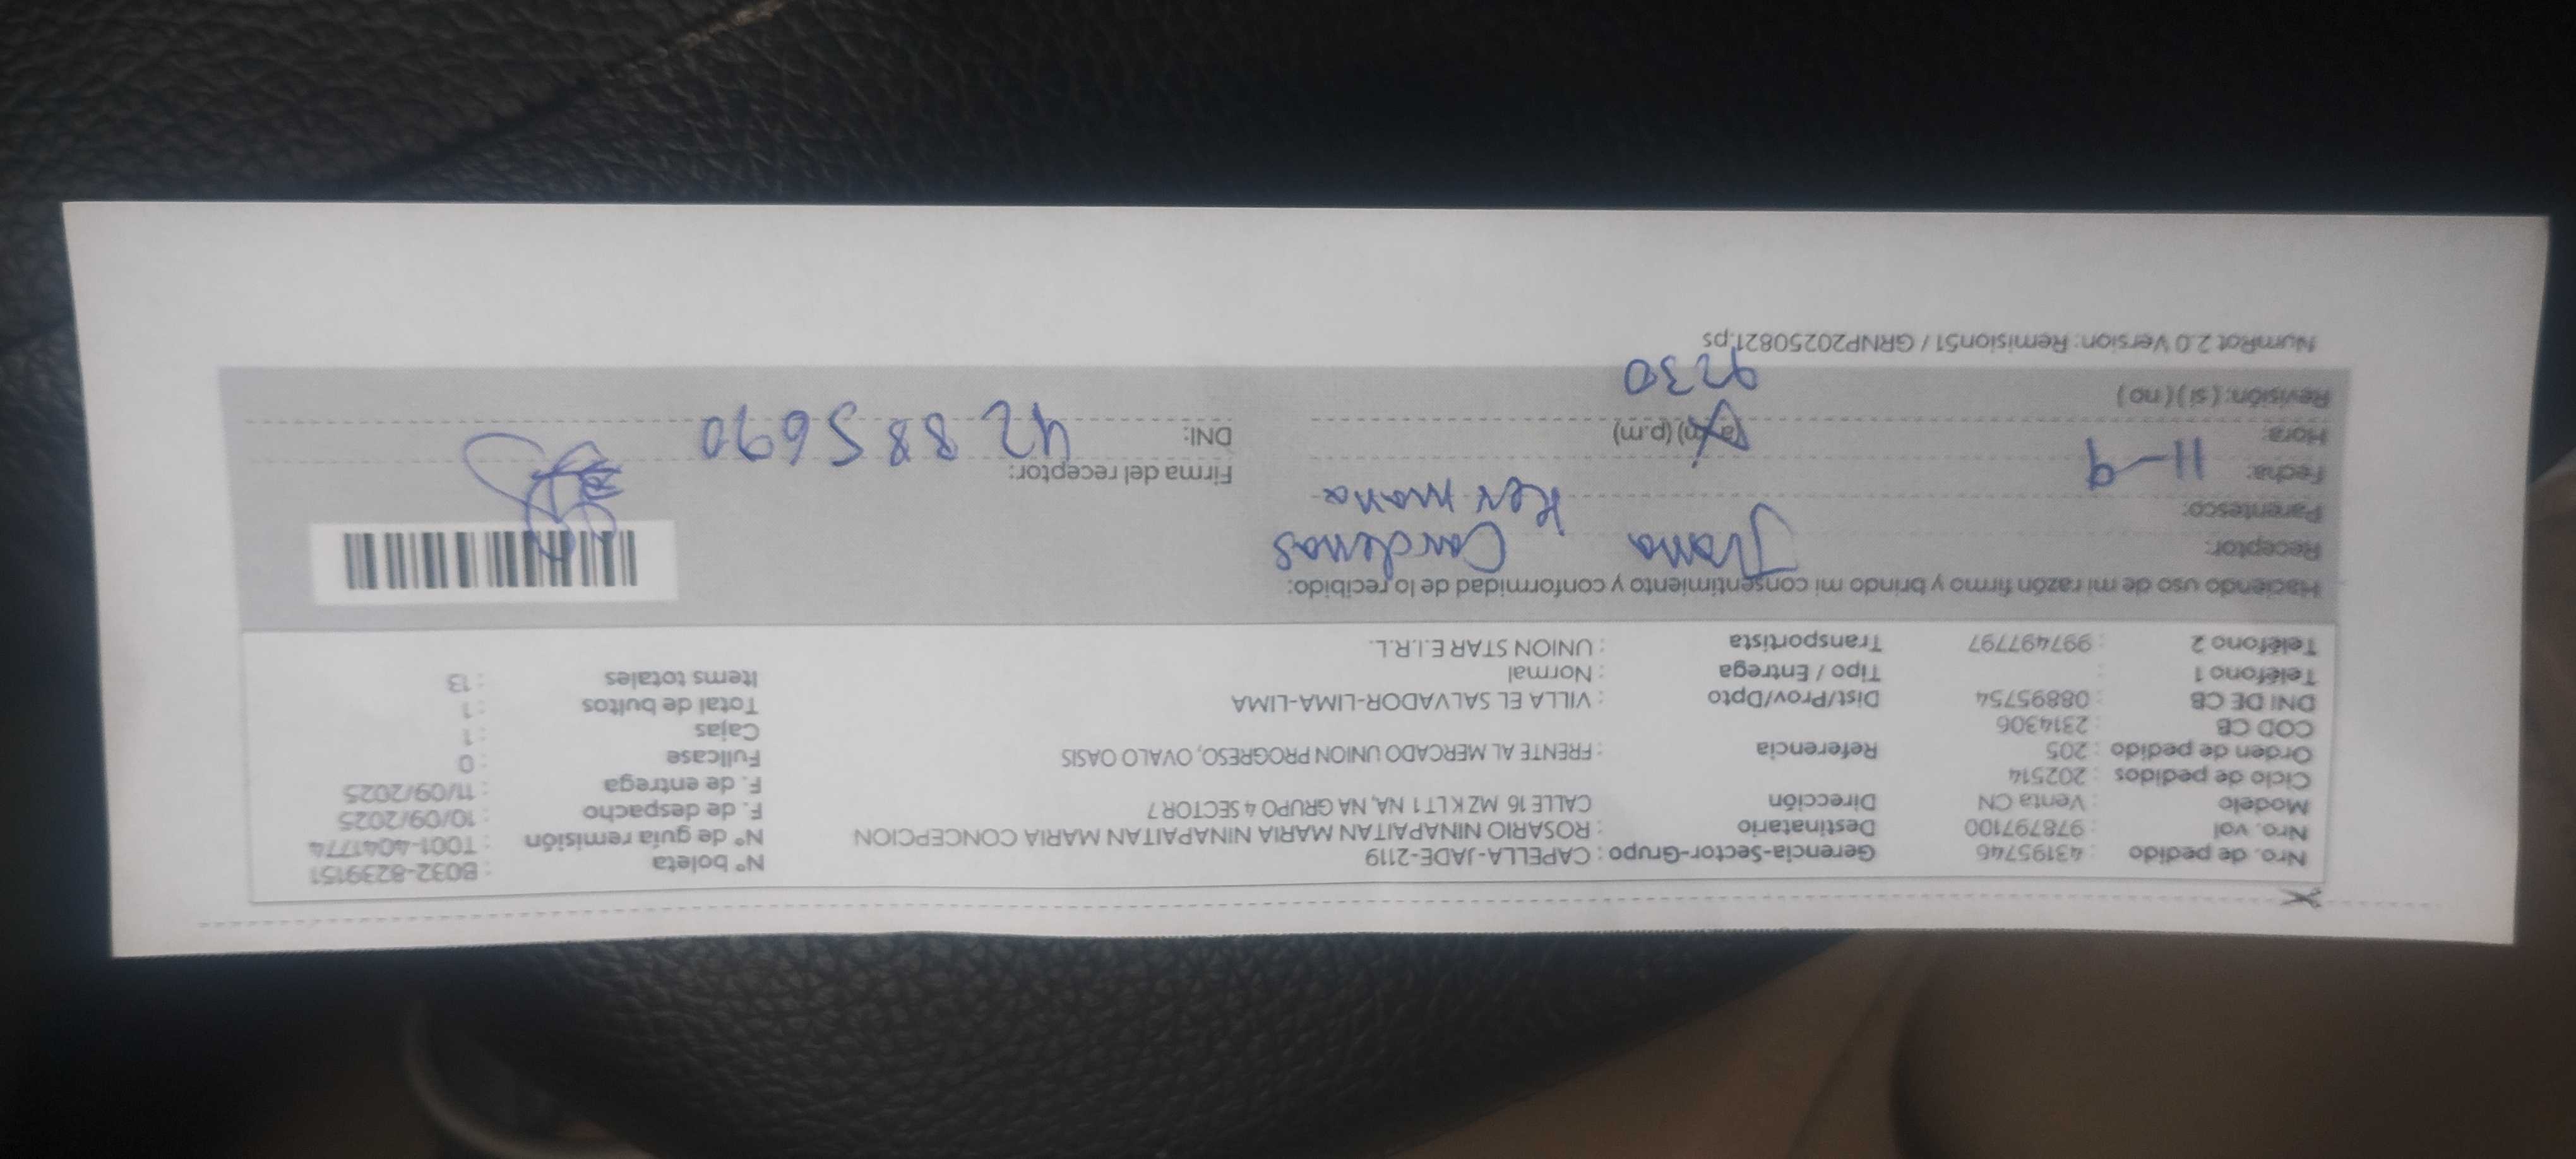 Nro. de pedido : 43195746 Gerencia-Sector-Grupo : CAPELLA-JADE-2119 Nº boleta : B032-8239151
Nro. vol : 978797100 Destinatario : ROSARIO NINAPAITAN MARIA NINAPAITAN MARIA CONCEPCION Nº de guía remisión : T001-4041774
Modelo : Venta CN Dirección CALLE 16 MZ K LT 1 NA, NA GRUPO 4 SECTOR 7 F. de despacho : 10/09/2025
Ciclo de pedidos : 202514 F. de entrega : 11/09/2025
Orden de pedido : 205 Referencia : FRENTE AL MERCADO UNION PROGRESO, OVALO OASIS Fullcase : 0
COD CB : 2314306 Cajas : 1
DNI DE CB : 08895754 Dist/Prov/Dpto : VILLA EL SALVADOR-LIMA-LIMA Total de bultos : 1
Teléfono 1 : Tipo / Entrega : Normal Items totales : 13
Teléfono 2 : 997497797 Transportista : UNION STAR E.I.R.L.
Haciendo uso de mi razón firmo y brindo mi consentimiento y conformidad de lo recibido:
Receptor: Cardenas
Parentesco: Hermana
Fecha: 11-9 Firma del receptor:
Hora: (a.m) (p.m) DNI: 42885690
Revisión: ( si ) ( no ) 9230
NumRot 2.0 Version: Remision51 / GRNP20250821.ps